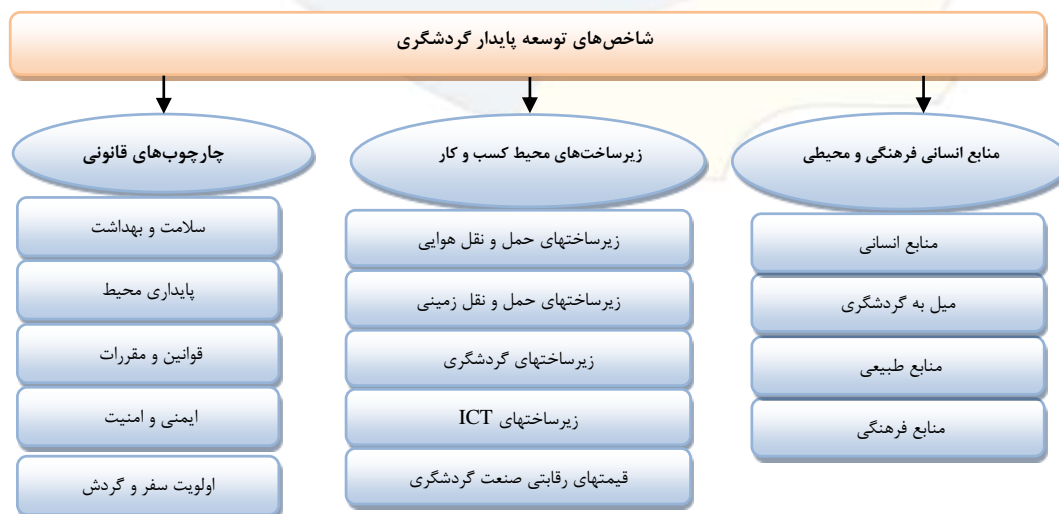 شاخص‌های توسعه پایدار گردشگری
منابع انسانی فرهنگی و محیطی
منابع انسانی
میل به گردشگری
منابع طبیعی
منابع فرهنگی
زیرساخت‌های محیط کسب و کار
زیرساختهای حمل و نقل هوایی
زیرساختهای حمل و نقل زمینی
زیرساختهای گردشگری
زیرساختهای ICT
قیمتهای رقابتی صنعت گردشگری
چارچوب‌های قانونی
سلامت و بهداشت
پایداری محیط
قوانین و مقررات
ایمنی و امنیت
اولویت سفر و گردش